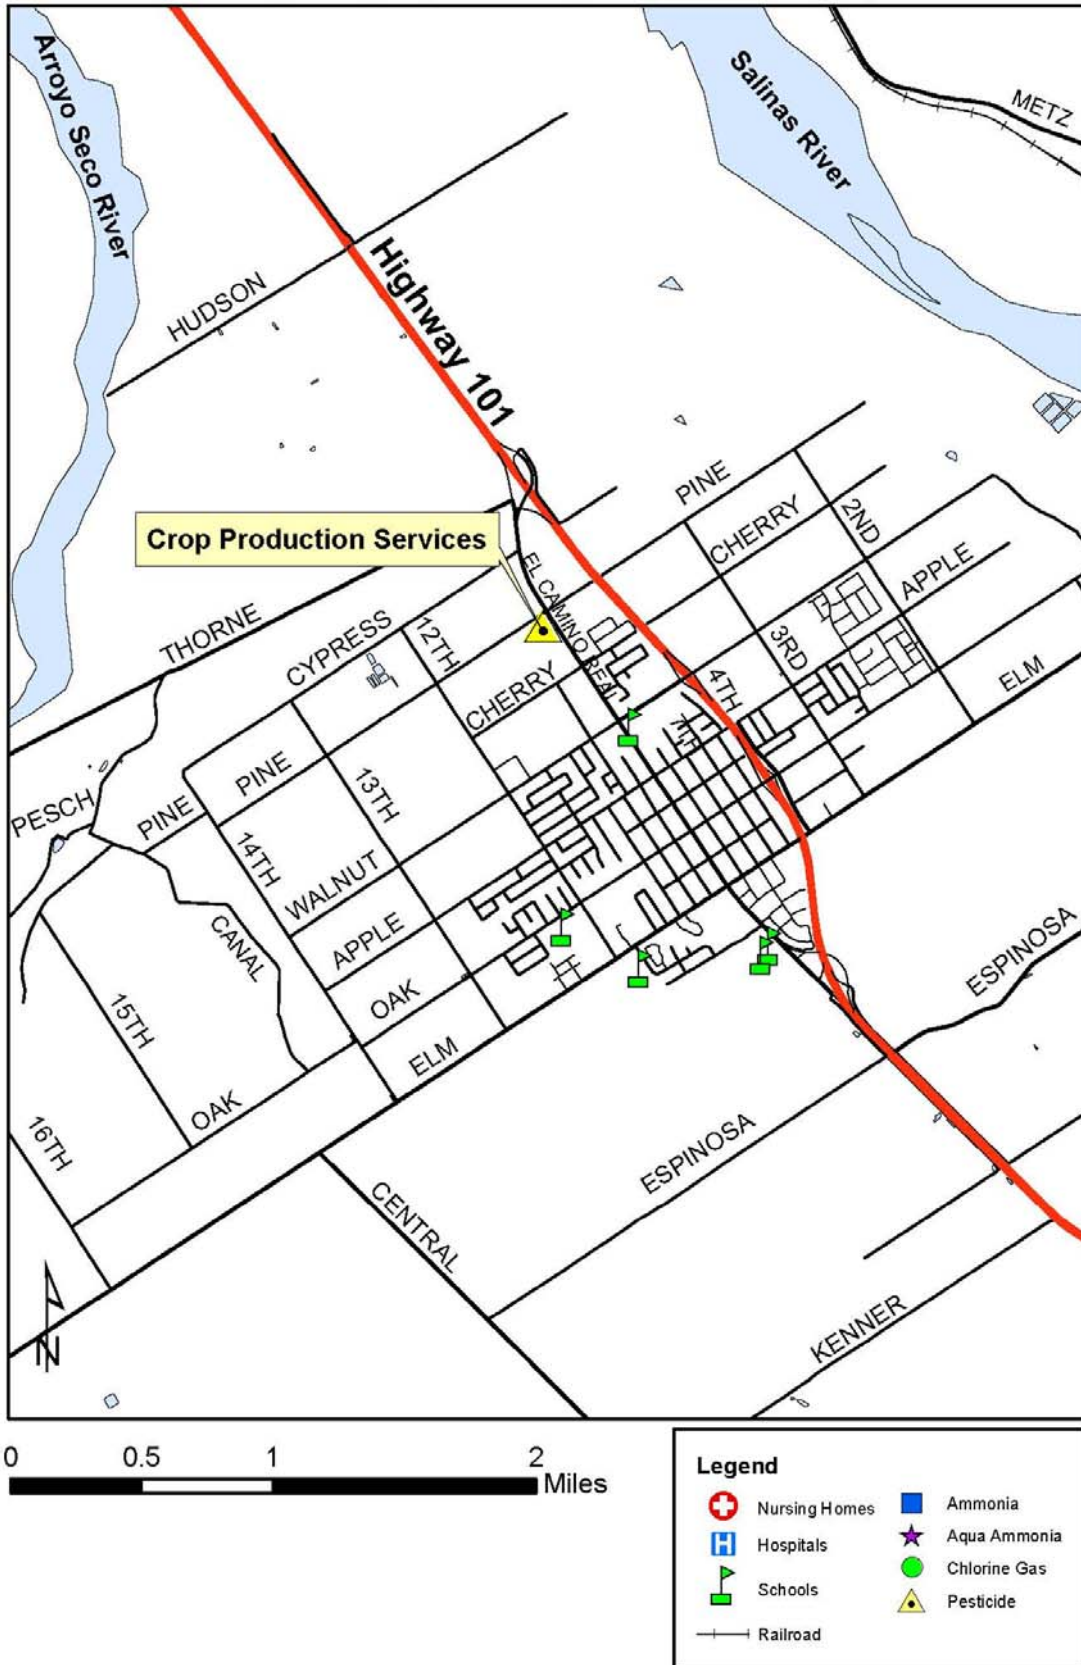 Arroyo Seco River
Salinas River
METZ
HUDSON
Highway 101
PINE
CHERRY
2ND
Crop Production Services
EL CAMINO REAL
APPLE
THORNE
CYPRESS
12TH
CHERRY
3RD
4TH
7TH
ELM
PINE
13TH
PESCH
PINE
14TH
WALNUT
APPLE
CANAL
OAK
ESPINOSA
15TH
ELM
OAK
16TH
ESPINOSA
CENTRAL
KENNER
N
0 0.5 1 2
Miles
Legend
Nursing Homes
H Hospitals
Schools
Railroad
Ammonia
Aqua Ammonia
Chlorine Gas
Pesticide